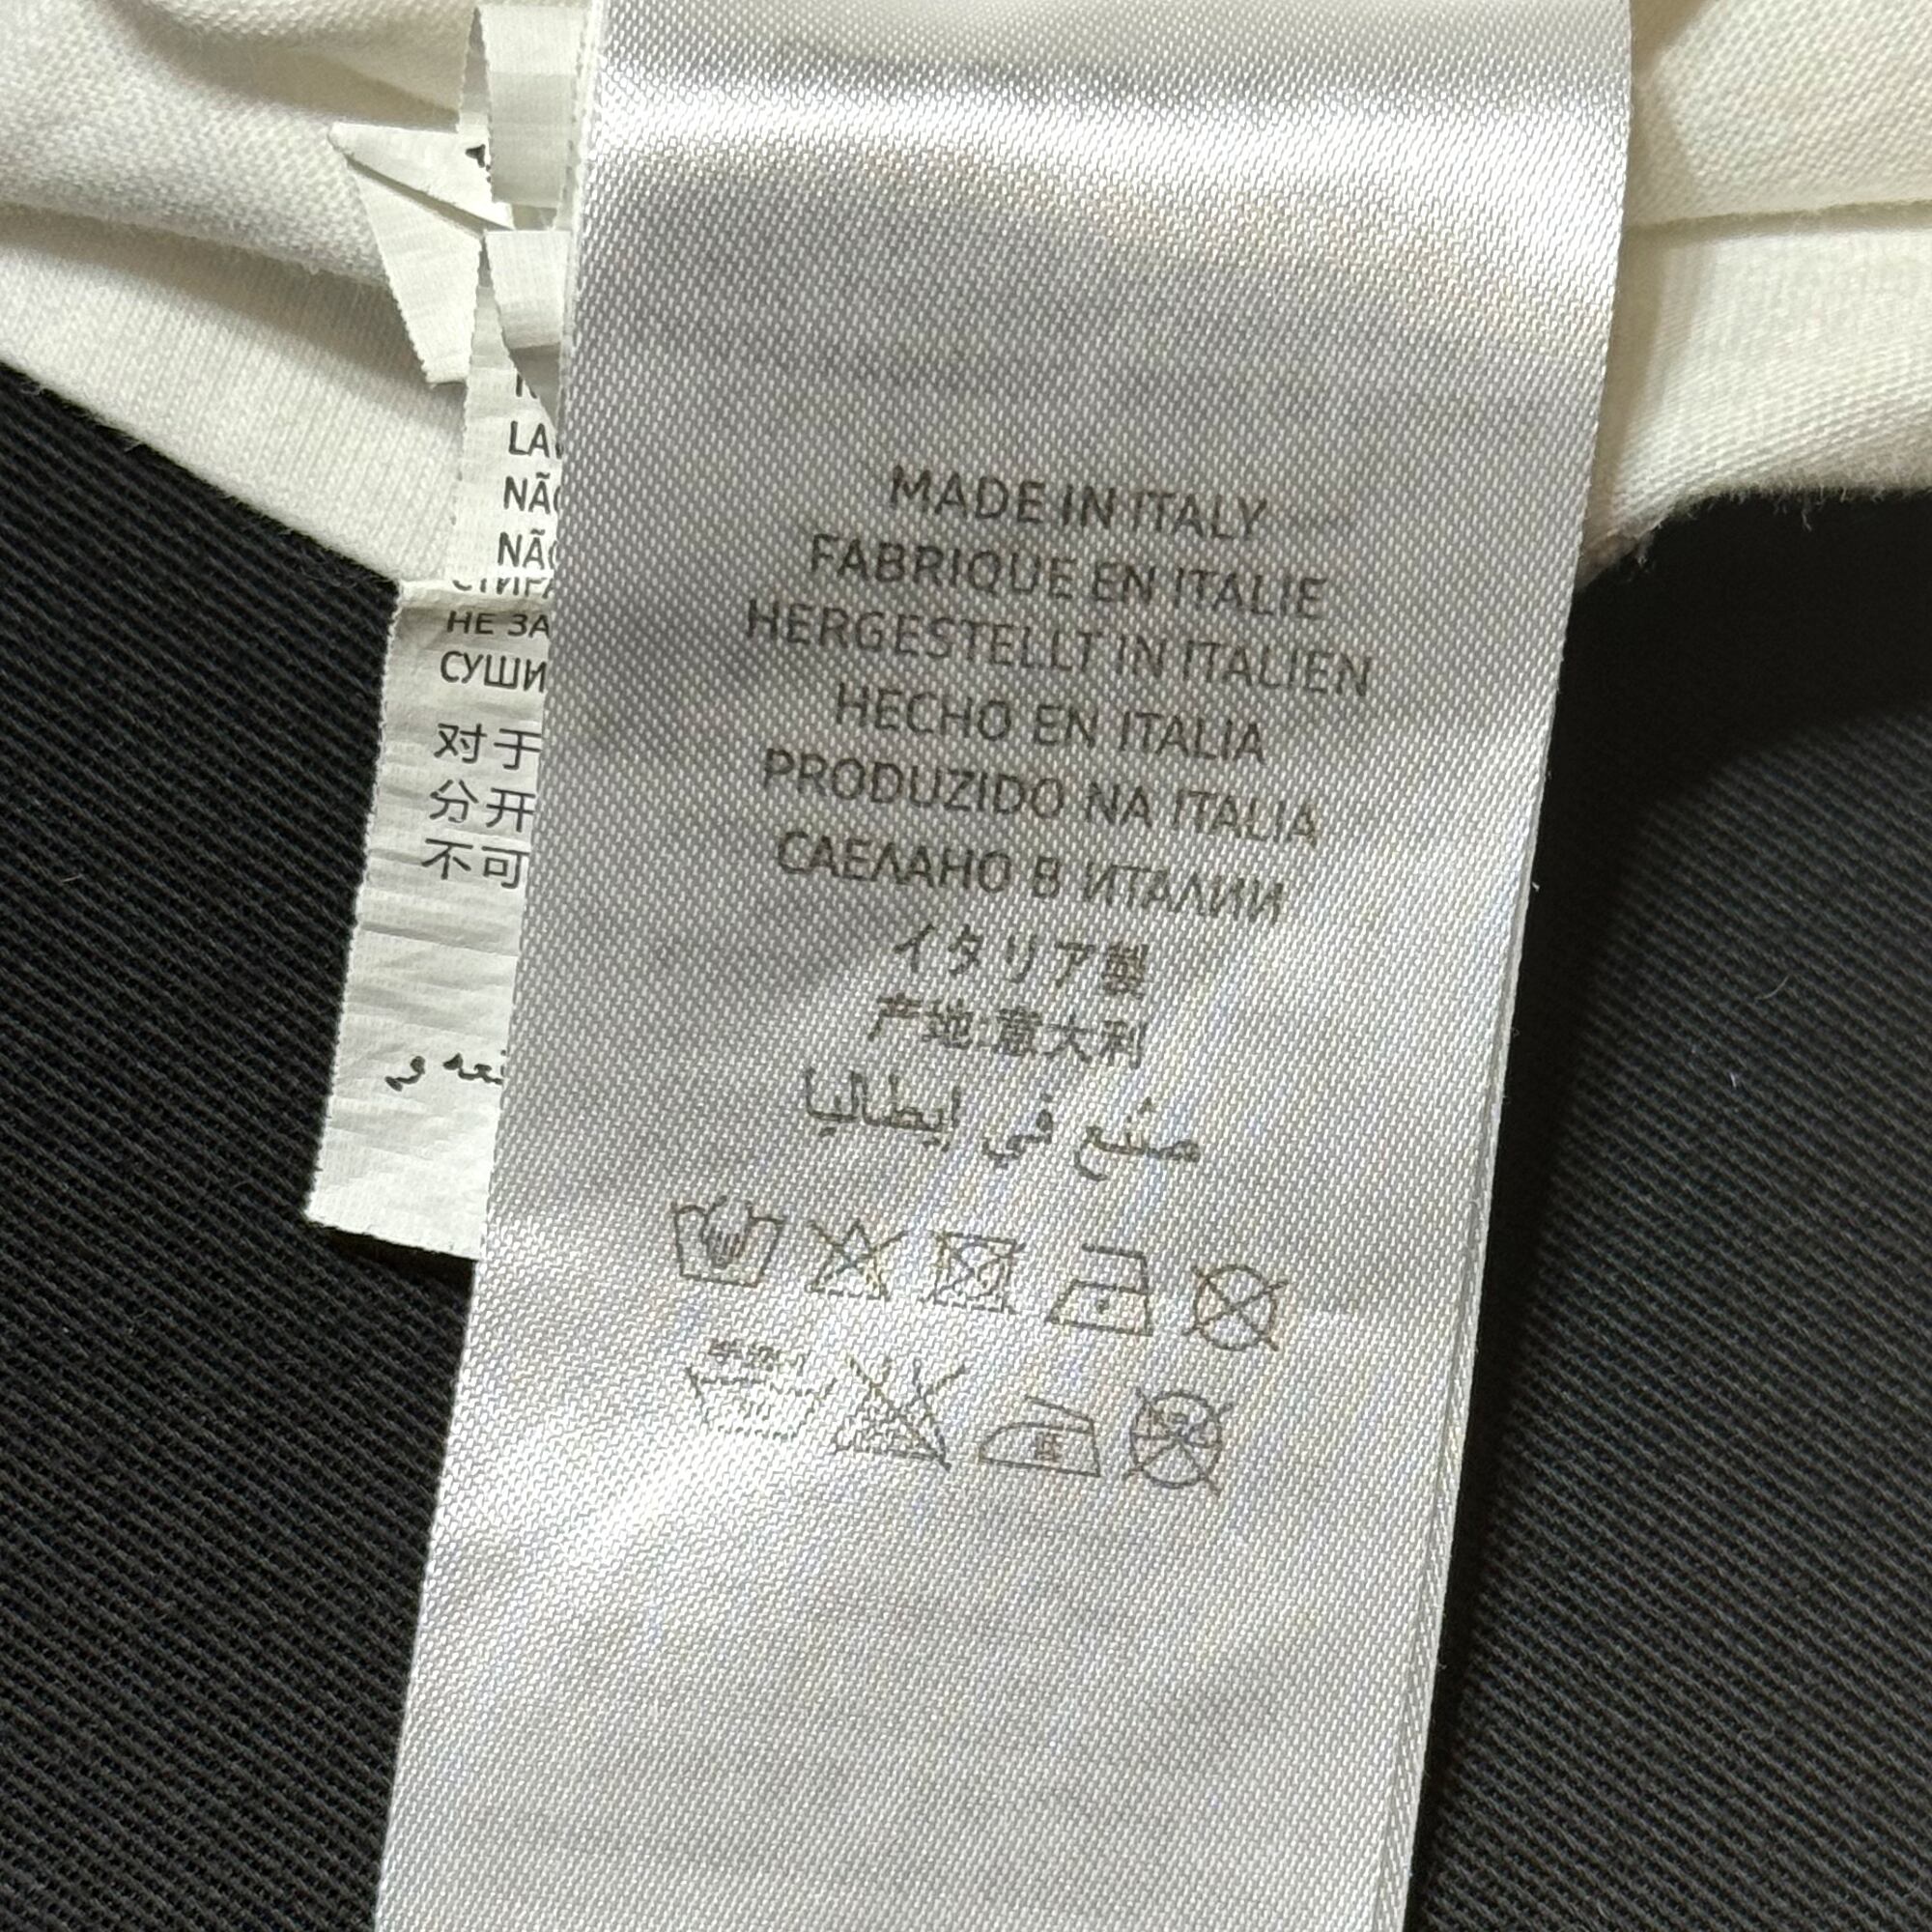 LA
NÃO
NÃO
НЕ ЗА
СУШИ
对于
分开
不可
MADE IN ITALY
FABRIQUE EN ITALIE
HERGESTELLT IN ITALIEN
HECHO EN ITALIA
PRODUZIDO NA ITALIA
САЕЛАНО В ИТАЛИИ
イタリア製
产地:意大利
صنع في إيطاليا